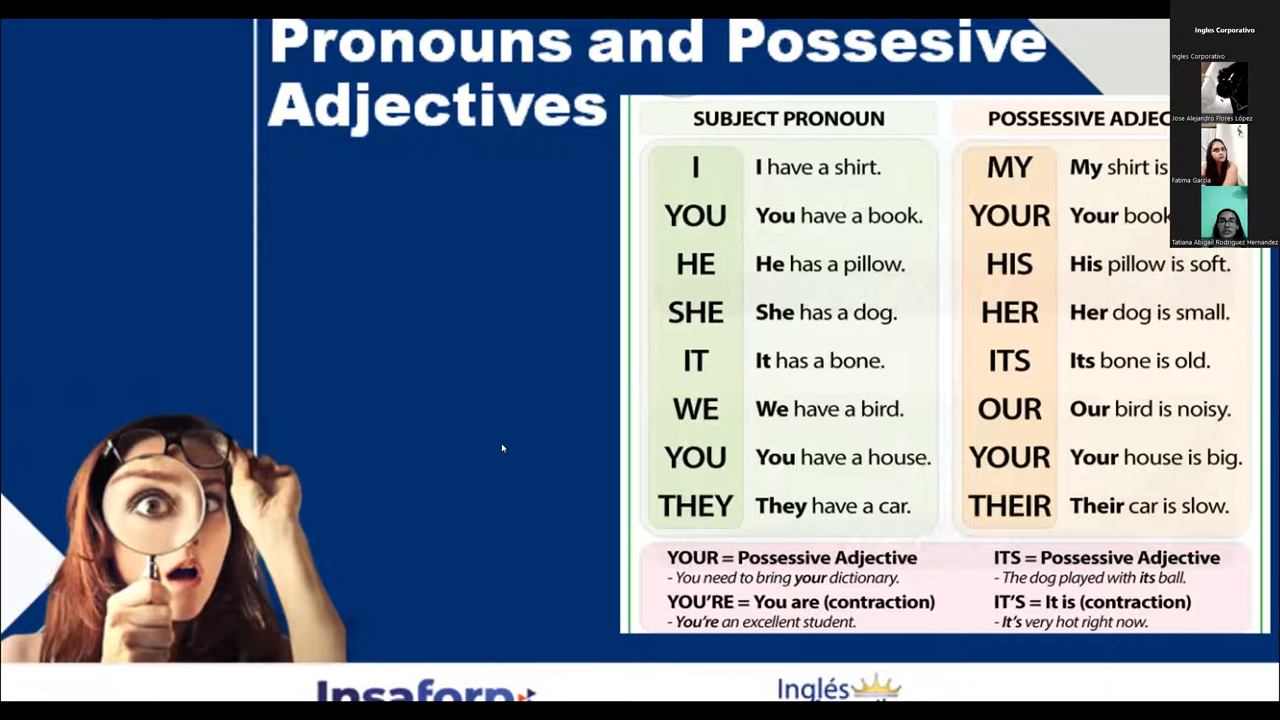 Pronouns and Possesive
Adjectives
SUBJECT PRONOUN
I I have a shirt.
YOU You have a book.
HE He has a pillow.
SHE She has a dog.
IT It has a bone.
WE We have a bird.
YOU You have a house.
THEY They have a car.
POSSESSIVE ADJEC
MY My shirt is
YOUR Your book
HIS His pillow is soft.
HER Her dog is small.
ITS Its bone is old.
OUR Our bird is noisy.
YOUR Your house is big.
THEIR Their car is slow.
YOUR = Possessive Adjective
- You need to bring your dictionary.
YOU'RE = You are (contraction)
- You're an excellent student.
ITS = Possessive Adjective
- The dog played with its ball.
IT'S = It is (contraction)
- It's very hot right now.
Ingles Corporativo
Ingles Corporativo
Jose Alejandro Flores López
Fatima Garcia
Tatiana Abigail Rodriguez Hernandez
Insaforp
Inglés